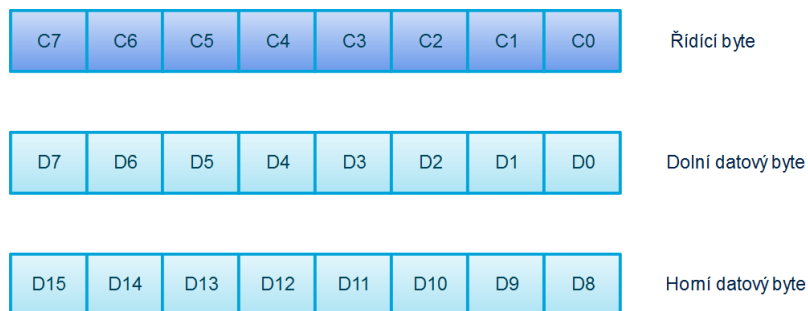 C7 C6 C5 C4 C3 C2 C1 C0 Řídící byte
D7 D6 D5 D4 D3 D2 D1 D0 Dolní datový byte
D15 D14 D13 D12 D11 D10 D9 D8 Horní datový byte